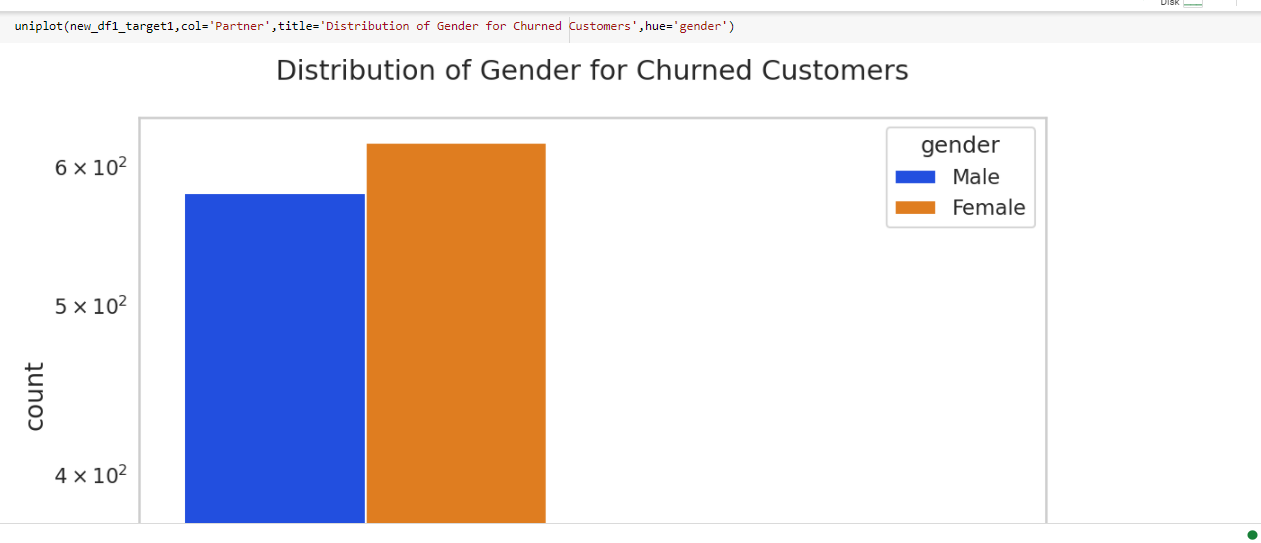 Disk
uniplot(new_df1_target1,col='Partner',title='Distribution of Gender for Churned Customers',hue='gender')
Distribution of Gender for Churned Customers
gender
Male
Female
6 × 10²
5 × 10²
4 × 10²
count